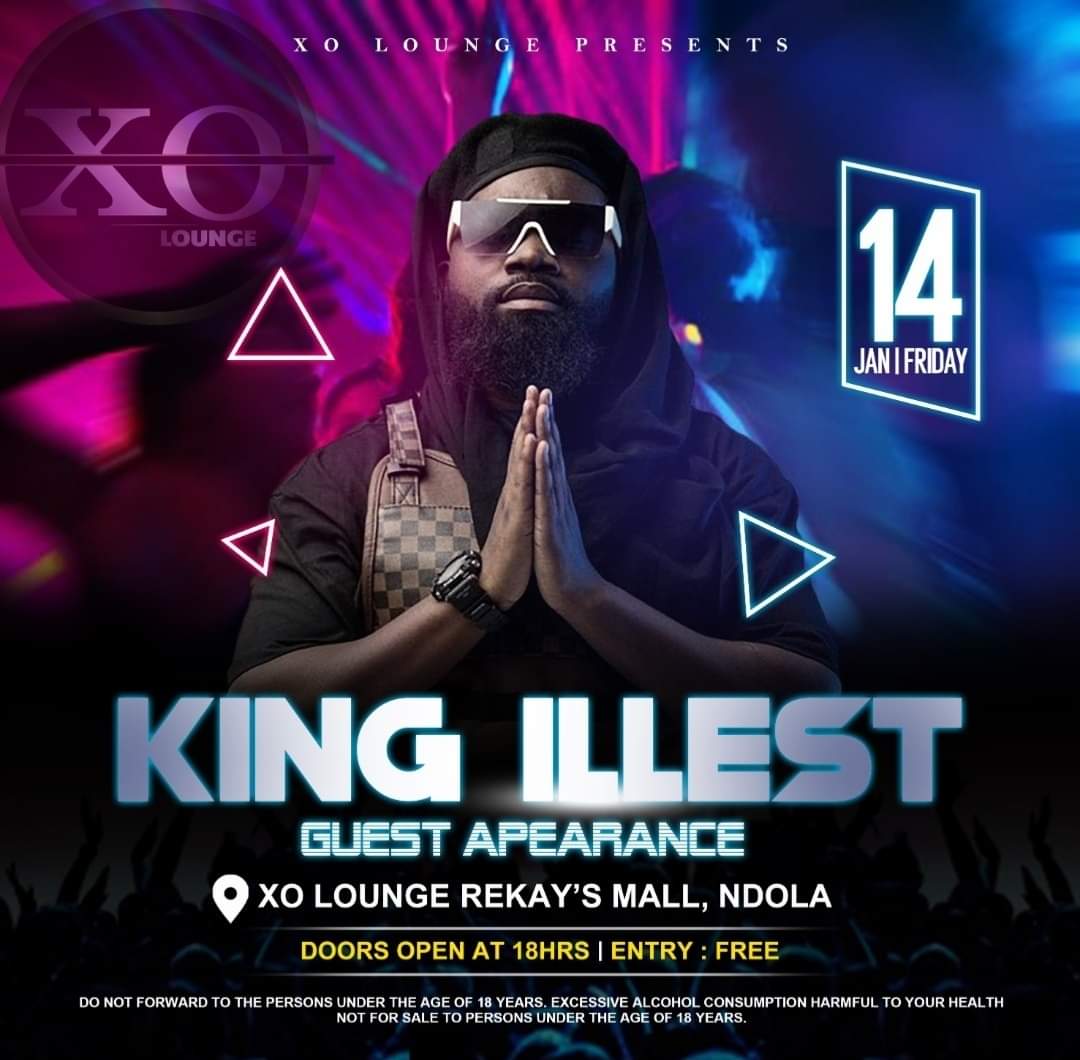 XO LOUNGE PRESENTS
XO
LOUNGE
14
JAN | FRIDAY
KING ILLEST
GUEST APEARANCE
XO LOUNGE REKAY'S MALL, NDOLA
DOORS OPEN AT 18HRS | ENTRY : FREE
DO NOT FORWARD TO THE PERSONS UNDER THE AGE OF 18 YEARS. EXCESSIVE ALCOHOL CONSUMPTION HARMFUL TO YOUR HEALTH
NOT FOR SALE TO PERSONS UNDER THE AGE OF 18 YEARS.